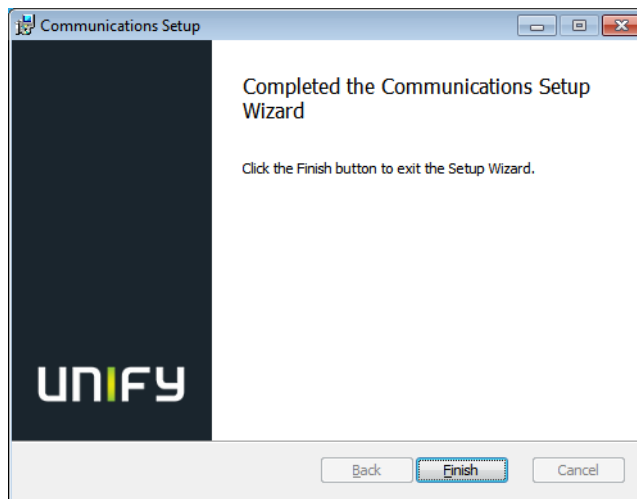 Communications Setup
Completed the Communications Setup
Wizard
Click the Finish button to exit the Setup Wizard.
UNIFY
Back
Finish
Cancel